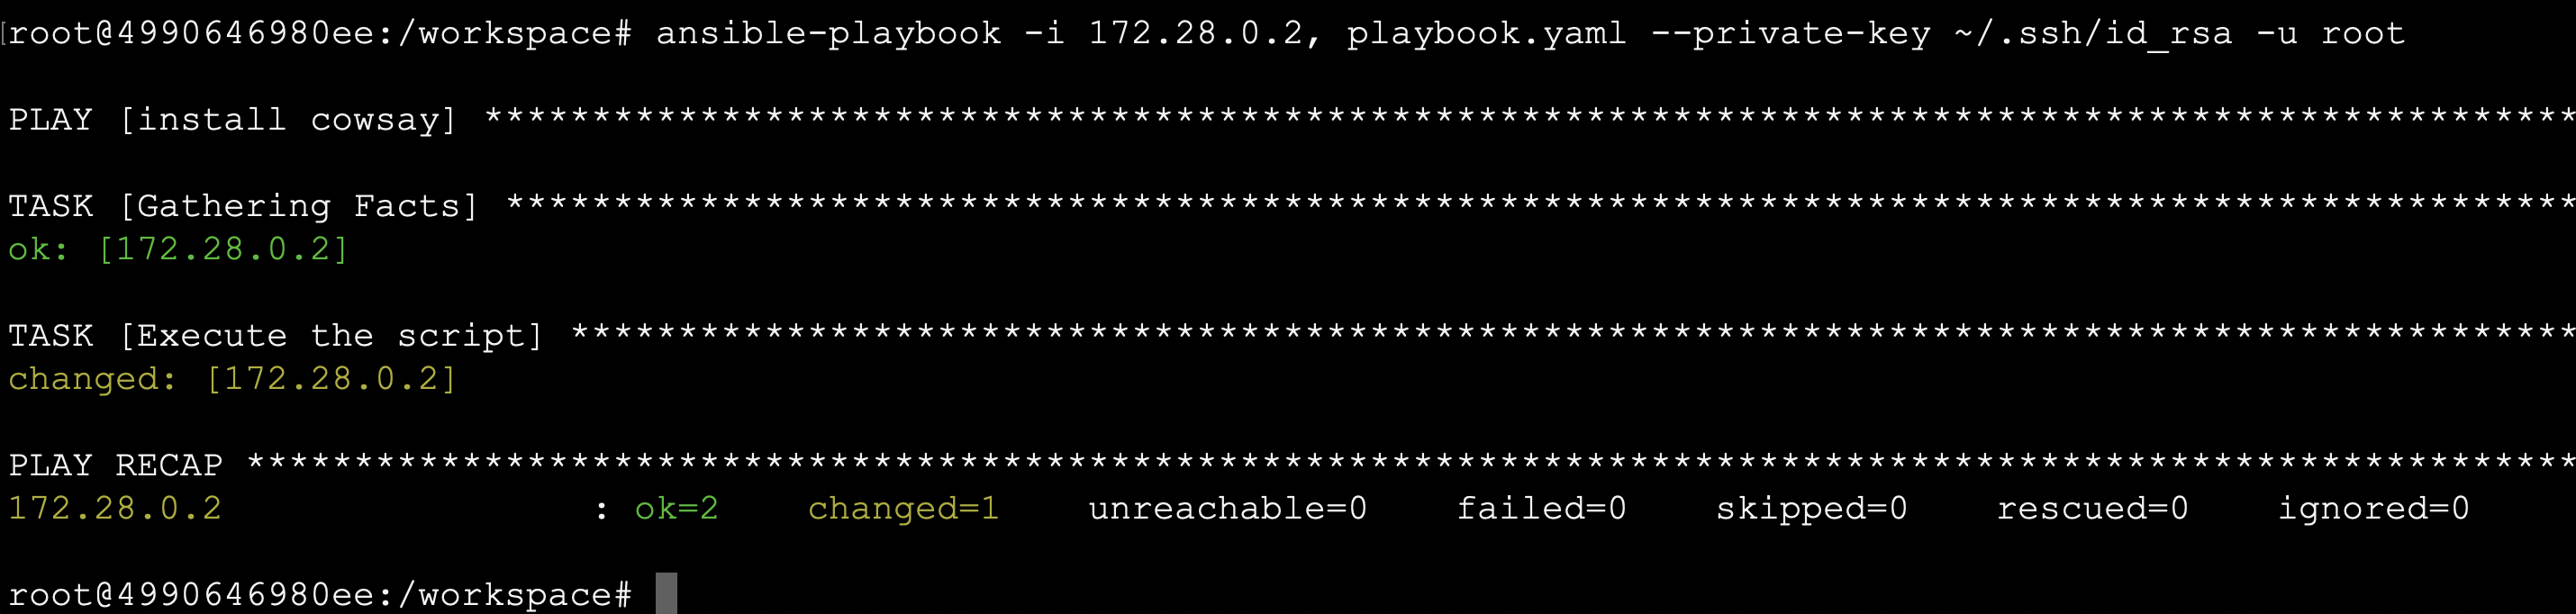 root@4990646980ee:/workspace# ansible-playbook -i 172.28.0.2, playbook.yaml --private-key ~/.ssh/id_rsa -u root
PLAY [install cowsay] *************************************************************************************************
TASK [Gathering Facts] ************************************************************************************************
ok: [172.28.0.2]
TASK [Execute the script] *********************************************************************************************
changed: [172.28.0.2]
PLAY RECAP ************************************************************************************************************
172.28.0.2                 : ok=2    changed=1    unreachable=0    failed=0    skipped=0    rescued=0    ignored=0
root@4990646980ee:/workspace#